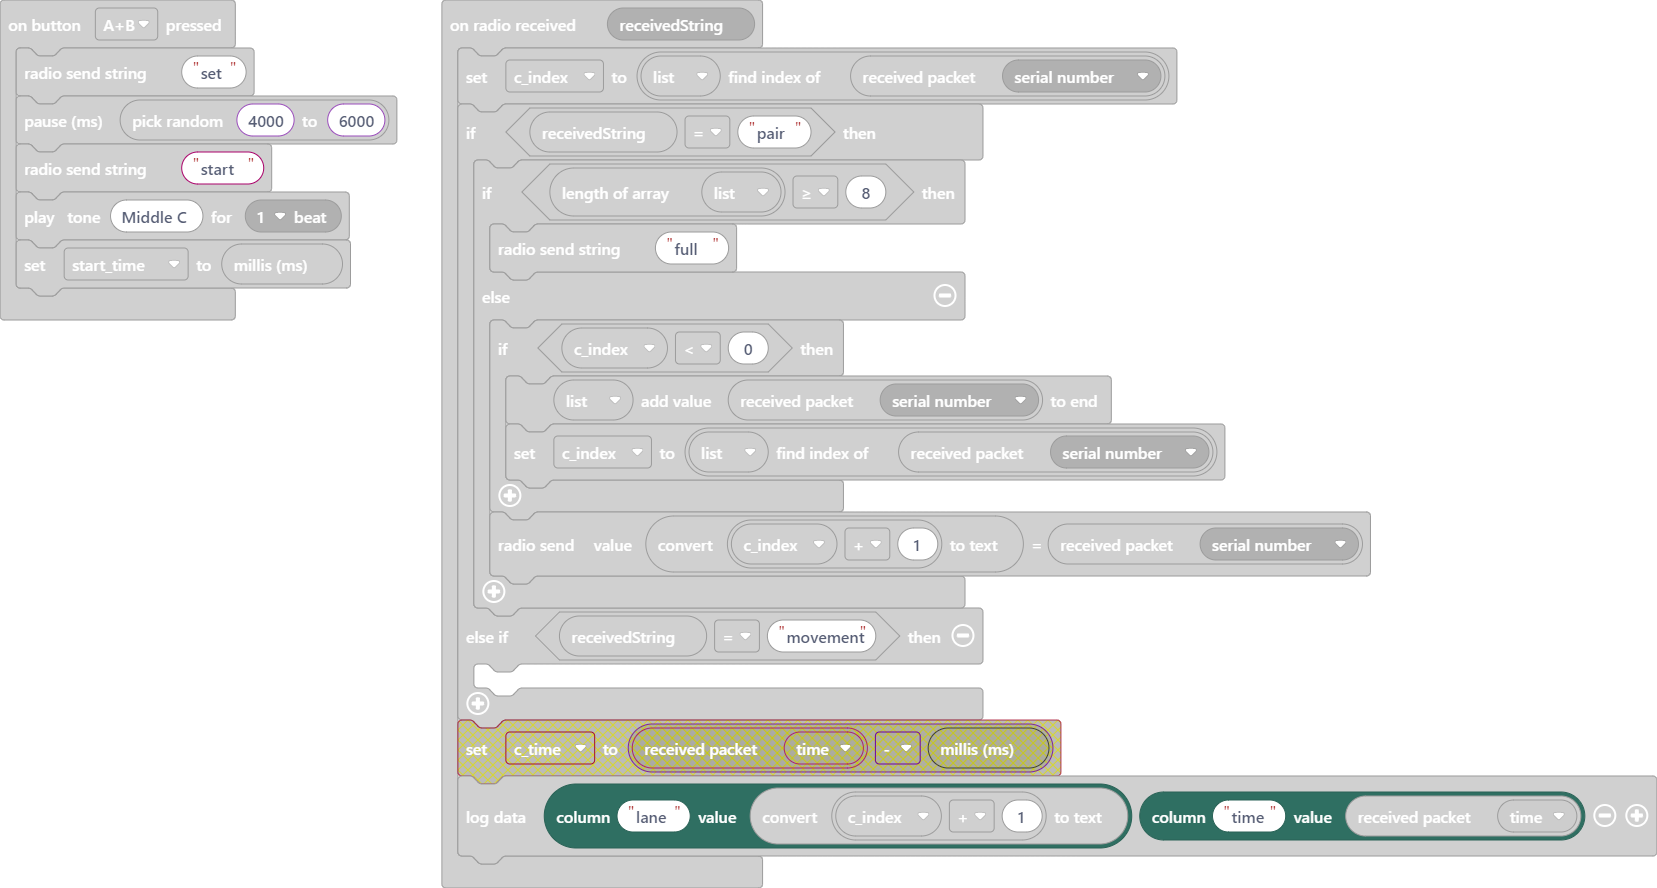 on button A+B pressed
radio send string "set"
pause (ms) pick random 4000 to 6000
radio send string "start"
play tone Middle C for 1 beat
set start_time to millis (ms)
on radio received receivedString
set c_index to list find index of received packet serial number
if receivedString = "pair" then
if length of array list ≥ 8 then
radio send string "full"
else
if c_index < 0 then
list add value received packet serial number to end
set c_index to list find index of received packet serial number
radio send value convert c_index + 1 to text = received packet serial number
else if receivedString = "movement" then
set c_time to received packet time - millis (ms)
log data column "lane" value convert c_index + 1 to text column "time" value received packet time